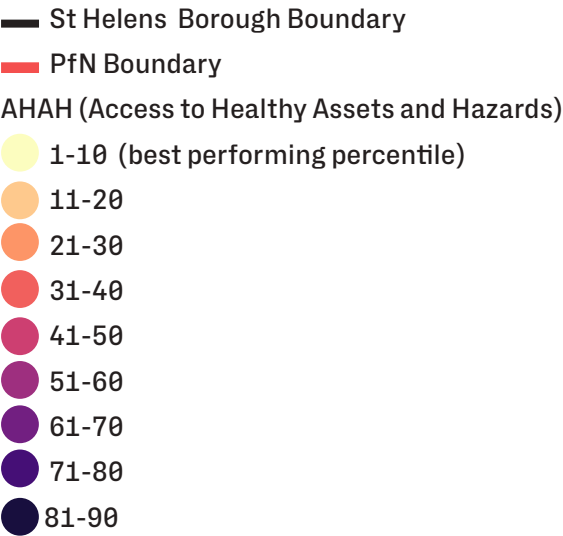 St Helens Borough Boundary
PfN Boundary
AHAH (Access to Healthy Assets and Hazards)
1-10 (best performing percentile)
11-20
21-30
31-40
41-50
51-60
61-70
71-80
81-90